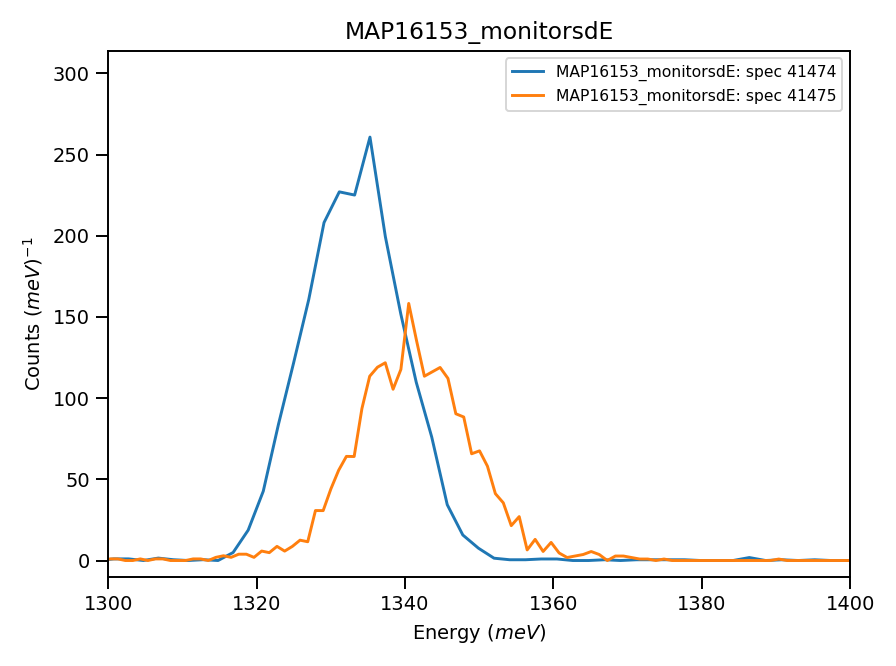 MAP16153_monitorsdE
MAP16153_monitorsdE: spec 41474
MAP16153_monitorsdE: spec 41475
300
250
200
150
100
50
0
Counts (meV)⁻¹
1300 1320 1340 1360 1380 1400
Energy (meV)